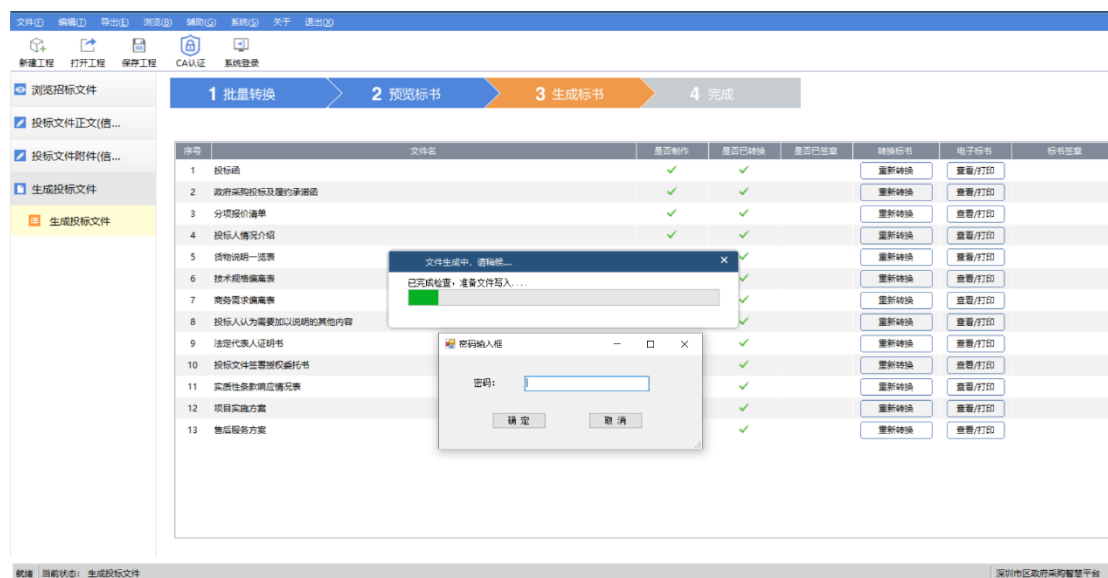 文件(F) 编辑(T) 导出(E) 浏览(B) 辅助(G) 系统(S) 关于 退出(X)
新建工程 打开工程 保存工程 CA认证 系统登录
浏览招标文件
投标文件正文(信...
投标文件附件(信...
生成投标文件
生成投标文件
1 批量转换 2 预览标书 3 生成标书 4 完成
序号 文件名 是否制作 是否已转换 是否已签章 转换标书 电子标书 标书签章
1 投标函 重新转换 查看/打印
2 政府采购投标及履约承诺函 重新转换 查看/打印
3 分项报价清单 重新转换 查看/打印
4 投标人情况介绍 重新转换 查看/打印
5 货物说明一览表 重新转换 查看/打印
6 技术规格偏离表 重新转换 查看/打印
7 商务需求偏离表 重新转换 查看/打印
8 投标人认为需要加以说明的其他内容 重新转换 查看/打印
9 法定代表人证明书 重新转换 查看/打印
10 投标文件签署授权委托书 重新转换 查看/打印
11 实质性条款响应情况表 重新转换 查看/打印
12 项目实施方案 重新转换 查看/打印
13 售后服务方案 重新转换 查看/打印
文件生成中，请稍候....
已完成检查，准备文件写入....
密码输入框
密码：
确 定 取 消
就绪 当前状态： 生成投标文件 深圳市区政府采购智慧平台